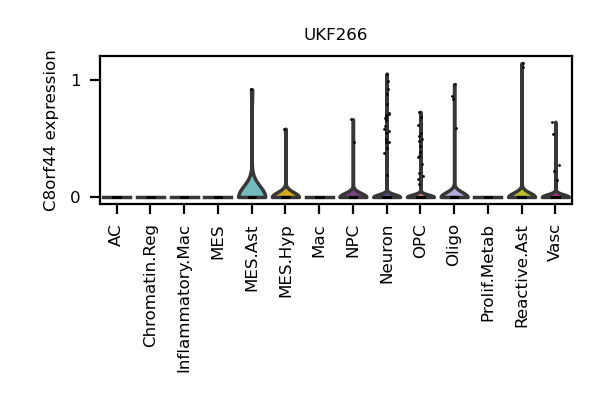 UKF266
C8orf44 expression
1
0
AC
Chromatin.Reg
Inflammatory.Mac
MES
MES.Ast
MES.Hyp
Mac
NPC
Neuron
OPC
Oligo
Prolif.Metab
Reactive.Ast
Vasc